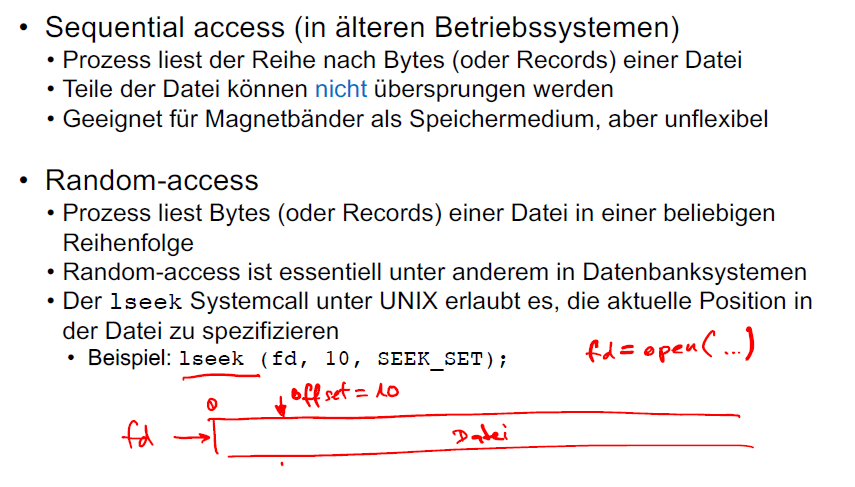 • Sequential access (in älteren Betriebssystemen)
• Prozess liest der Reihe nach Bytes (oder Records) einer Datei
• Teile der Datei können nicht übersprungen werden
• Geeignet für Magnetbänder als Speichermedium, aber unflexibel
• Random-access
• Prozess liest Bytes (oder Records) einer Datei in einer beliebigen
Reihenfolge
• Random-access ist essentiell unter anderem in Datenbanksystemen
• Der lseek Systemcall unter UNIX erlaubt es, die aktuelle Position in
der Datei zu spezifizieren
• Beispiel: lseek (fd, 10, SEEK_SET);
fd = open(...)
0
offset = 10
fd
Datei